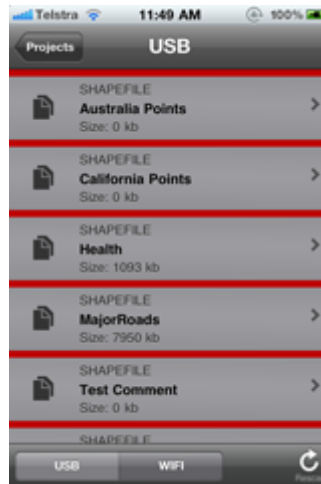 Telstra 11:49 AM 100%
Projects USB
SHAPEFILE
Australia Points
Size: 0 kb
SHAPEFILE
California Points
Size: 0 kb
SHAPEFILE
Health
Size: 1093 kb
SHAPEFILE
MajorRoads
Size: 7950 kb
SHAPEFILE
Test Comment
Size: 0 kb
SHAPEFILE
USB WIFI